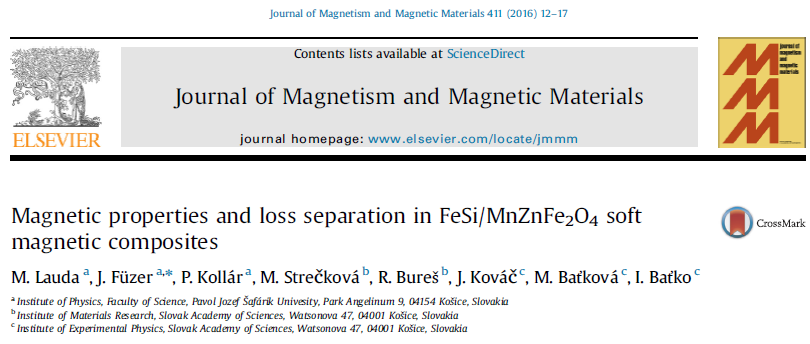 Journal of Magnetism and Magnetic Materials 411 (2016) 12–17
Contents lists available at ScienceDirect
Journal of Magnetism and Magnetic Materials
journal homepage: www.elsevier.com/locate/jmmm
ELSEVIER
journal of
magnetism
and
magnetic
materials
Magnetic properties and loss separation in FeSi/MnZnFe₂O₄ soft
magnetic composites
CrossMark
M. Lauda ᵃ, J. Füzer ᵃ,*, P. Kollár ᵃ, M. Strečková ᵇ, R. Bureš ᵇ, J. Kováč ᶜ, M. Baťková ᶜ, I. Baťko ᶜ
ᵃ Institute of Physics, Faculty of Science, Pavol Jozef Šafárik Univesity, Park Angelinum 9, 04154 Košice, Slovakia
ᵇ Institute of Materials Research, Slovak Academy of Sciences, Watsonova 47, 04001 Košice, Slovakia
ᶜ Institute of Experimental Physics, Slovak Academy of Sciences, Watsonova 47, 04001 Košice, Slovakia